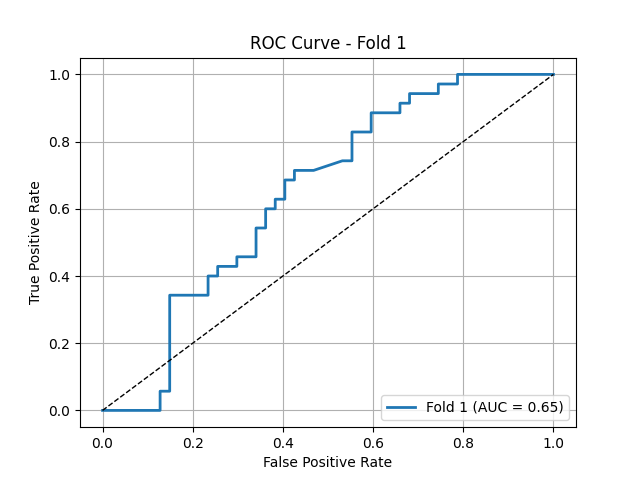 ROC Curve - Fold 1
1.0
0.8
0.6
0.4
0.2
0.0
True Positive Rate
Fold 1 (AUC = 0.65)
0.0 0.2 0.4 0.6 0.8 1.0
False Positive Rate